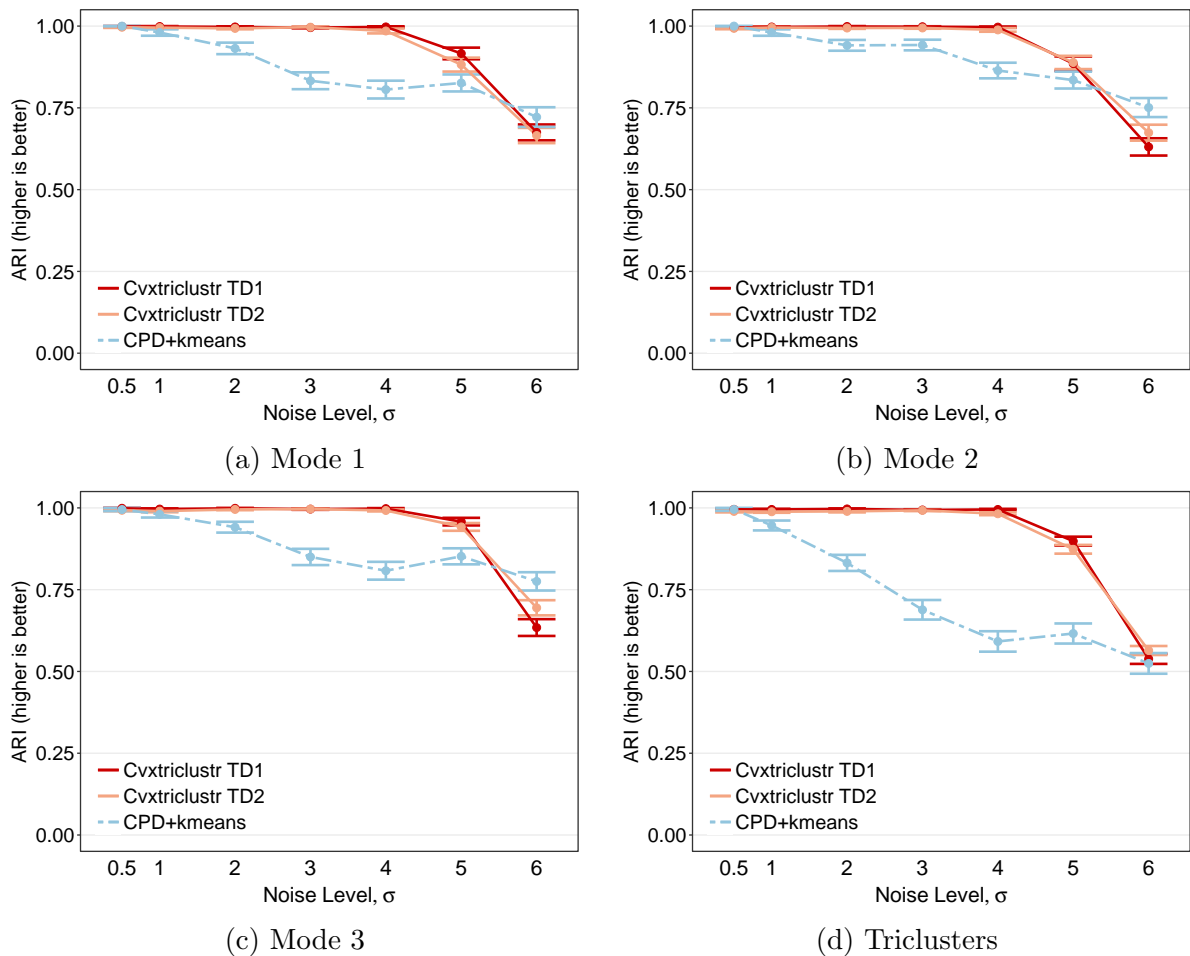 1.00
0.75
0.50
0.25
0.00
ARI (higher is better)
Cvxtriclustr TD1
Cvxtriclustr TD2
CPD+kmeans
0.5 1 2 3 4 5 6
Noise Level, σ
(a) Mode 1
1.00
0.75
0.50
0.25
0.00
ARI (higher is better)
Cvxtriclustr TD1
Cvxtriclustr TD2
CPD+kmeans
0.5 1 2 3 4 5 6
Noise Level, σ
(b) Mode 2
1.00
0.75
0.50
0.25
0.00
ARI (higher is better)
Cvxtriclustr TD1
Cvxtriclustr TD2
CPD+kmeans
0.5 1 2 3 4 5 6
Noise Level, σ
(c) Mode 3
1.00
0.75
0.50
0.25
0.00
ARI (higher is better)
Cvxtriclustr TD1
Cvxtriclustr TD2
CPD+kmeans
0.5 1 2 3 4 5 6
Noise Level, σ
(d) Triclusters